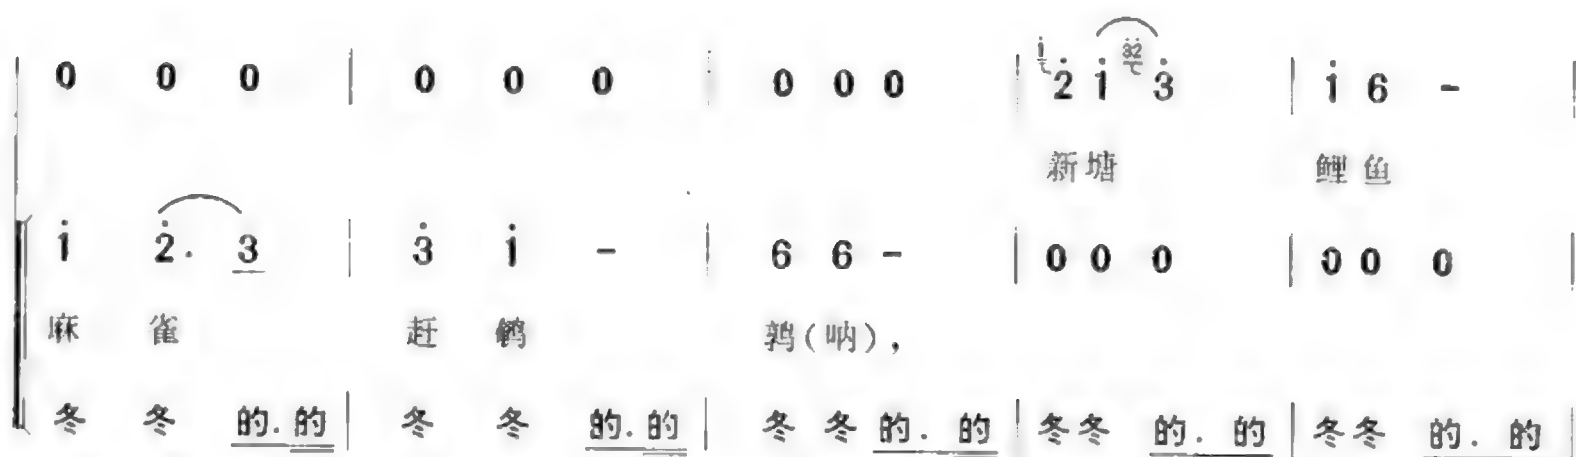 0 0 0 | 0 0 0 | 0 0 0 | 2̇ 1̇ 3̇ | 1̇ 6 - |
新塘 鲤鱼
1̇ 2̇. 3 | 3̇ 1̇ - | 6 6 - | 0 0 0 | 0 0 0 |
麻 雀 赶 鹌 鹑(呐),
冬 冬 的.的 | 冬 冬 的.的 | 冬 冬 的.的 | 冬冬 的.的 | 冬冬 的.的